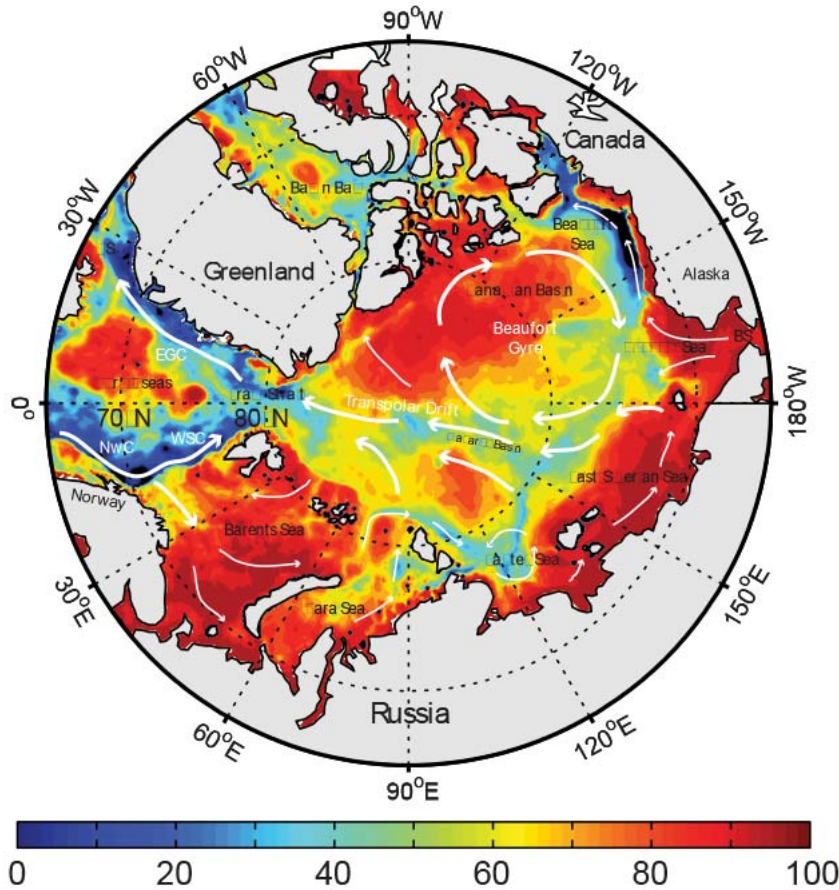 90°W
60°W
120°W
Canada
30°W
150°W
Sea
Alaska
Greenland
Beaufort
Gyre
BS
Sea
EGC
seas
0°
70 N
80 N
Transpolar Drift
180°W
NwC
WSC
Norway
Barents Sea
Sea
Sea
30°E
150°E
Russia
60°E
120°E
90°E
0 20 40 60 80 100